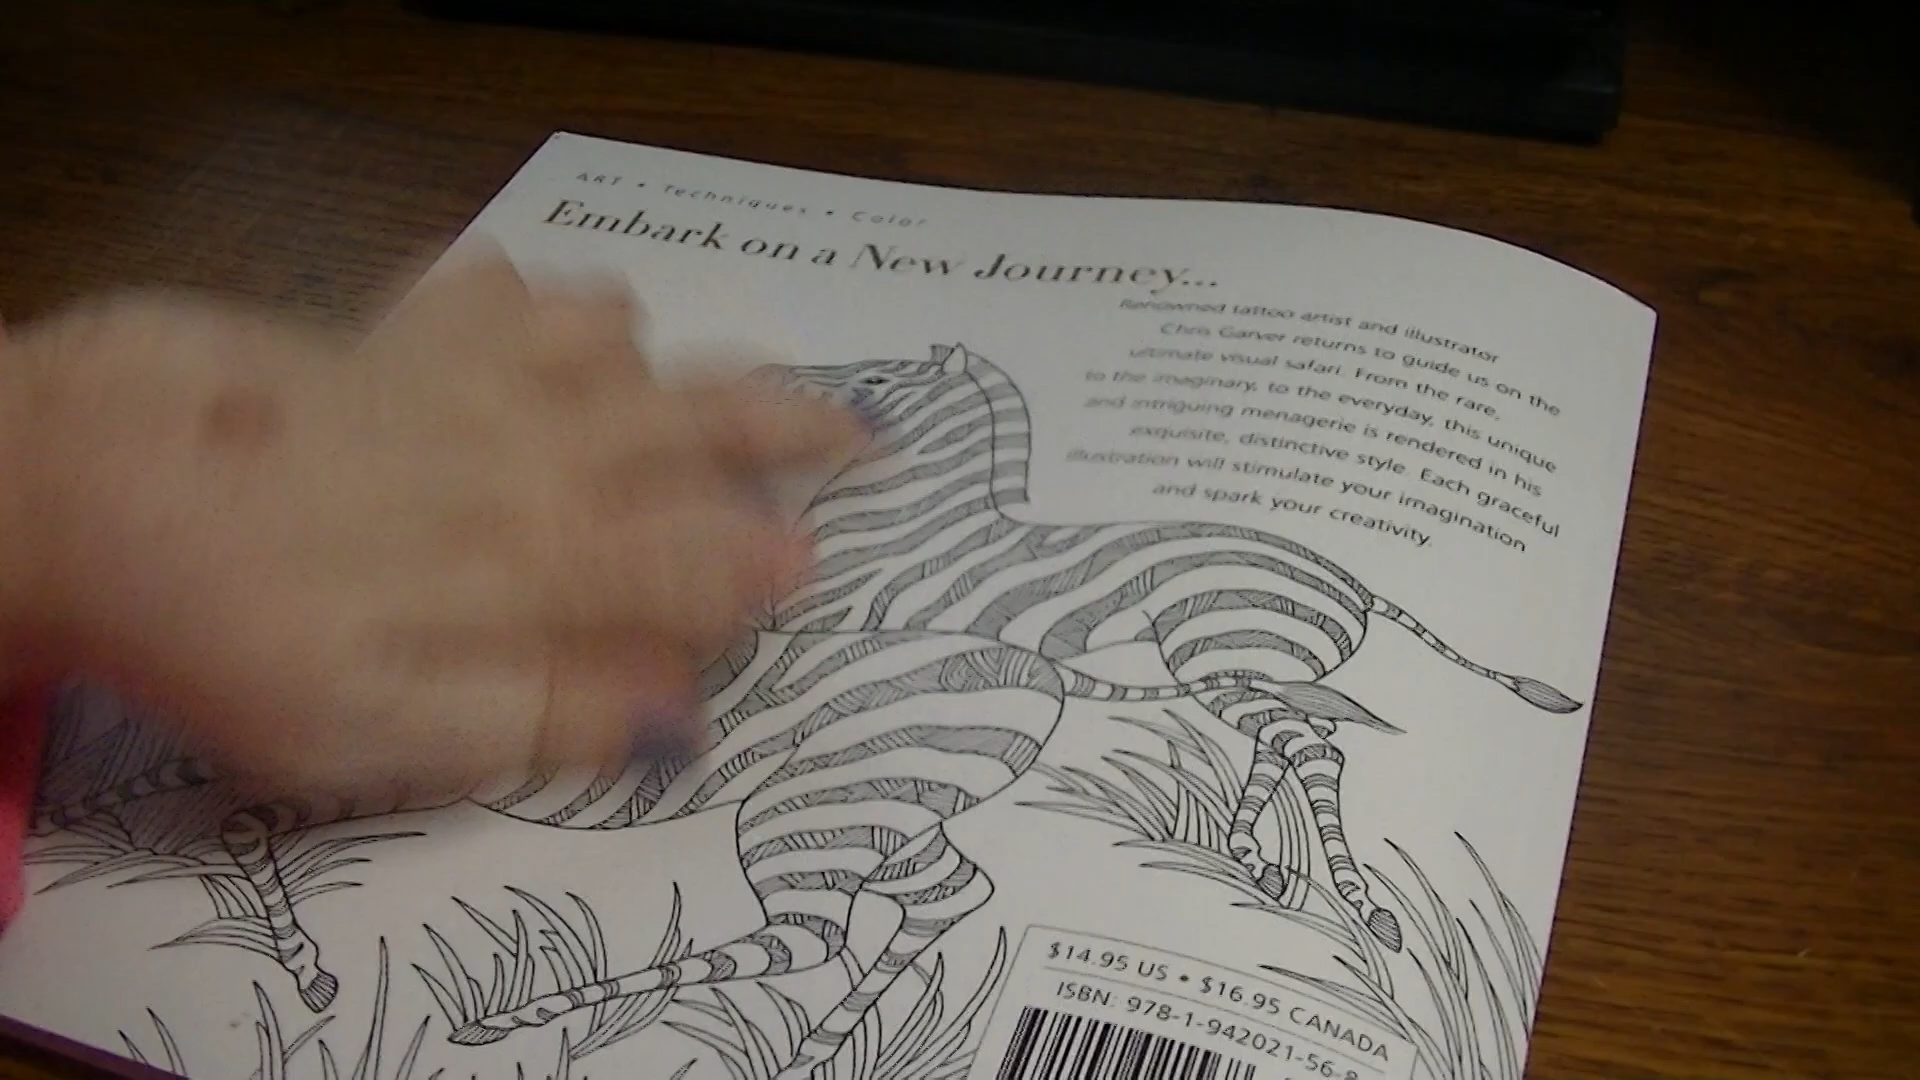 ART • Techniques • Color
Embark on a New Journey...
Renowned tattoo artist and illustrator
Chris Garver returns to guide us on the
ultimate visual safari. From the rare,
to the imaginary, to the everyday, this unique
and intriguing menagerie is rendered in his
exquisite, distinctive style. Each graceful
illustration will stimulate your imagination
and spark your creativity.
$14.95 US • $16.95 CANADA
ISBN: 978-1-942021-56-8